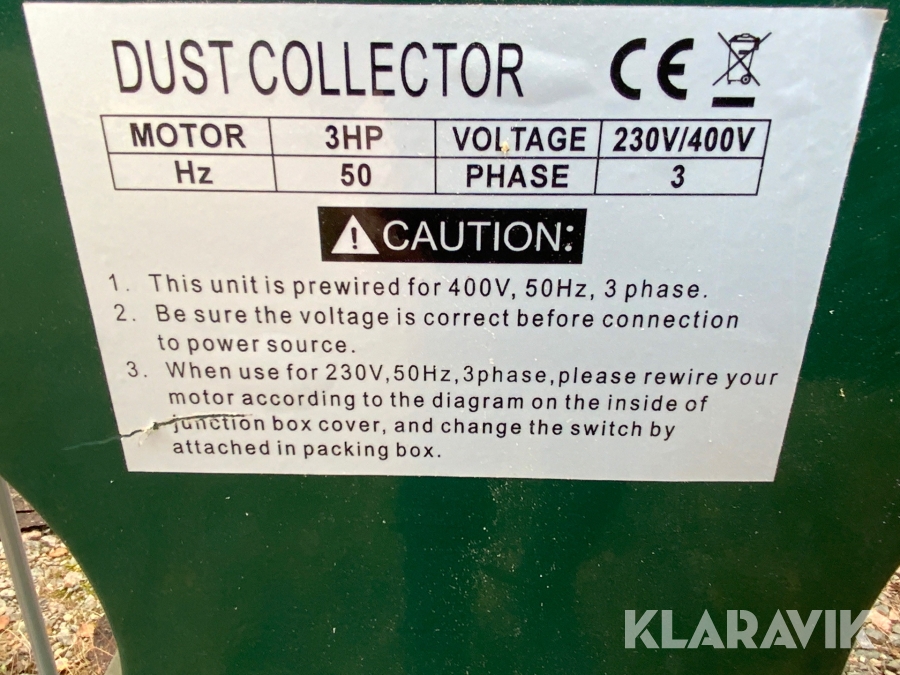 DUST COLLECTOR CE
MOTOR 3HP VOLTAGE 230V/400V
Hz 50 PHASE 3
CAUTION:
1. This unit is prewired for 400V, 50Hz, 3 phase.
2. Be sure the voltage is correct before connection
to power source.
3. When use for 230V,50Hz,3phase,please rewire your
motor according to the diagram on the inside of
junction box cover, and change the switch by
attached in packing box.
KLARAVIK